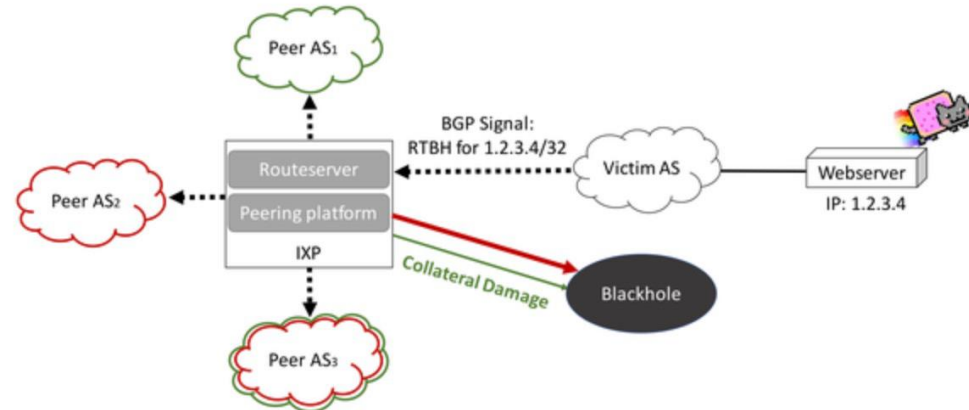 Peer AS1
BGP Signal:
RTBH for 1.2.3.4/32
Routeserver
Victim AS
Webserver
Peer AS2
Peering platform
IP: 1.2.3.4
IXP
Collateral Damage
Blackhole
Peer AS3